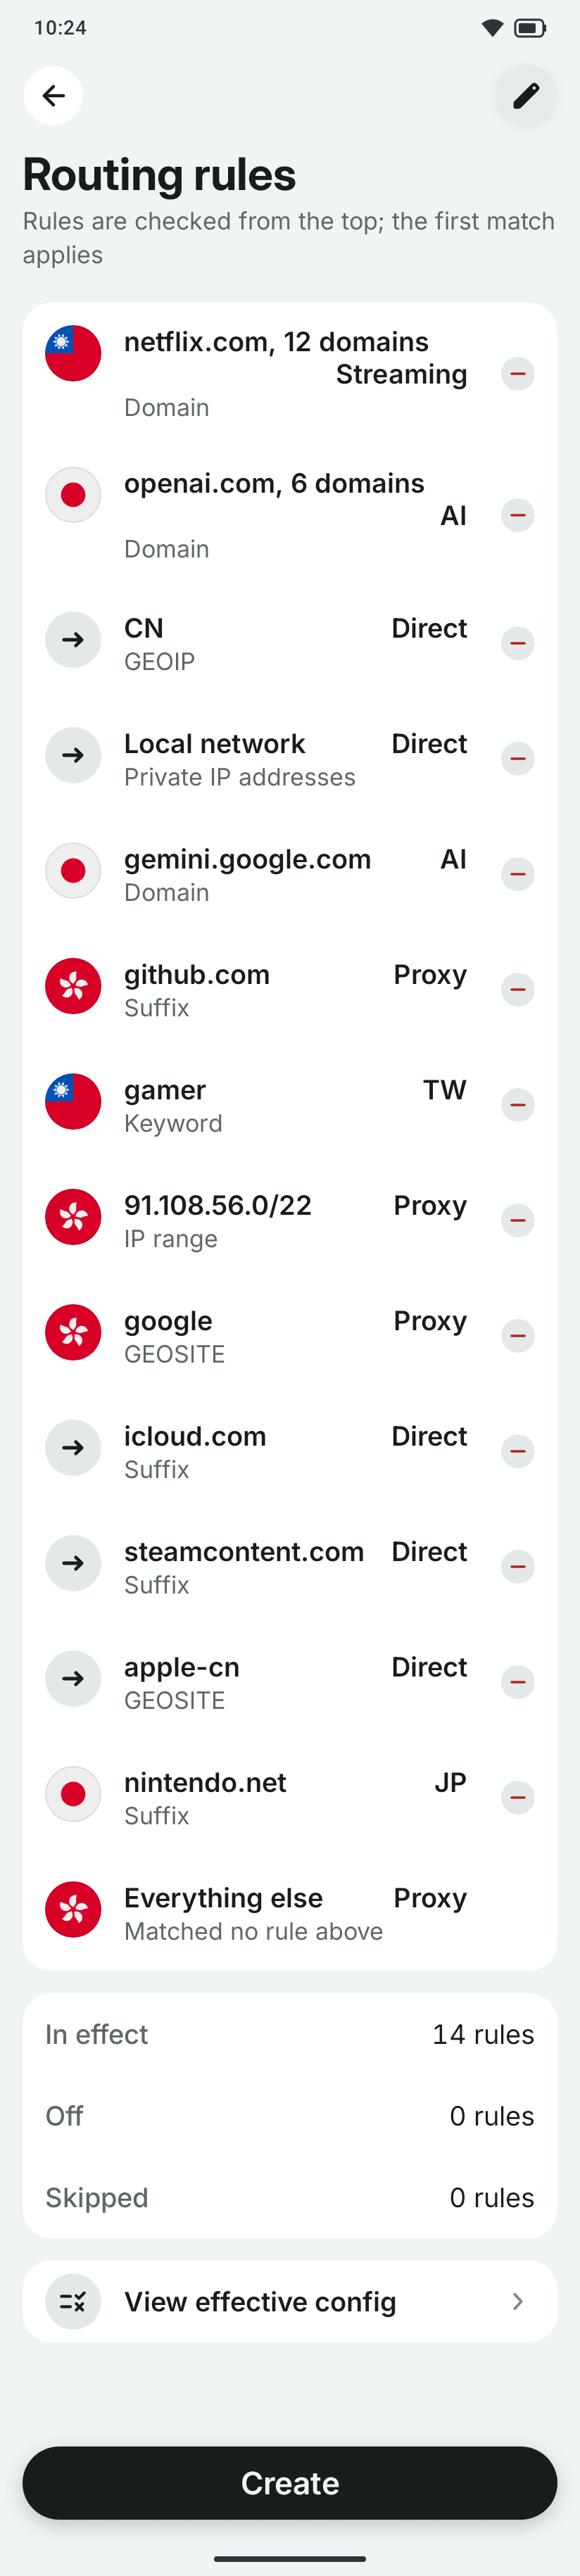 10:24
Routing rules
Rules are checked from the top; the first match
applies
netflix.com, 12 domains
Streaming
Domain
openai.com, 6 domains
AI
Domain
CN Direct
GEOIP
Local network Direct
Private IP addresses
gemini.google.com AI
Domain
github.com Proxy
Suffix
gamer TW
Keyword
91.108.56.0/22 Proxy
IP range
google Proxy
GEOSITE
icloud.com Direct
Suffix
steamcontent.com Direct
Suffix
apple-cn Direct
GEOSITE
nintendo.net JP
Suffix
Everything else Proxy
Matched no rule above
In effect 14 rules
Off 0 rules
Skipped 0 rules
View effective config
Create